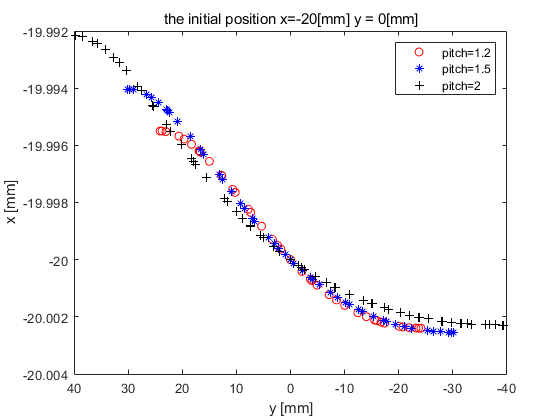 the initial position x=-20[mm] y = 0[mm]
-19.992
-19.994
-19.996
-19.998
-20
-20.002
-20.004
x [mm]
pitch=1.2
pitch=1.5
pitch=2
40
30
20
10
0
-10
-20
-30
-40
y [mm]